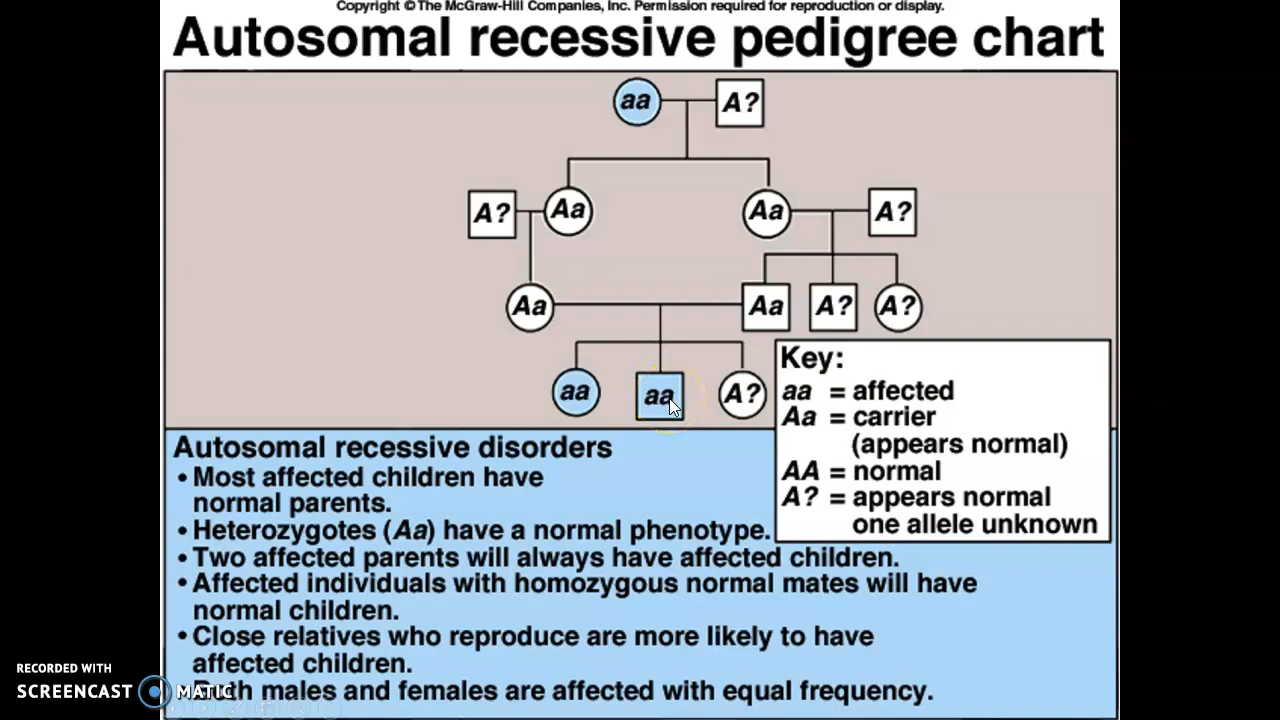 Copyright © The McGraw-Hill Companies, Inc. Permission required for reproduction or display.
Autosomal recessive pedigree chart
aa A?
A? Aa Aa A?
Aa Aa A? A?
aa aa A?
Key:
aa = affected
Aa = carrier
(appears normal)
AA = normal
A? = appears normal
one allele unknown
Autosomal recessive disorders
• Most affected children have
normal parents.
• Heterozygotes (Aa) have a normal phenotype.
• Two affected parents will always have affected children.
• Affected individuals with homozygous normal mates will have
normal children.
• Close relatives who reproduce are more likely to have
affected children.
males and females are affected with equal frequency.
RECORDED WITH
SCREENCAST MATIC